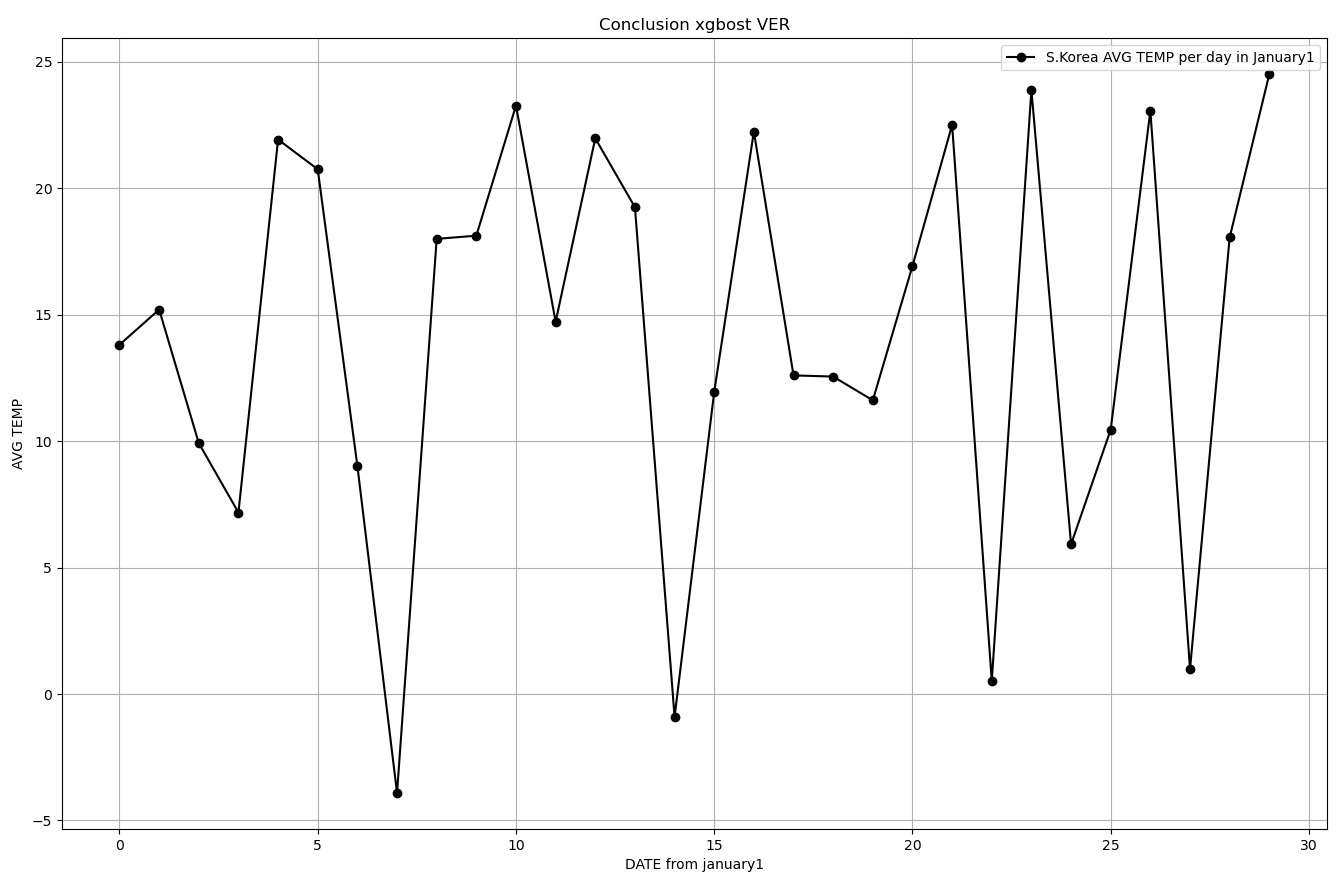 Conclusion xgbost VER
S.Korea AVG TEMP per day in January1
AVG TEMP
25
20
15
10
5
0
−5
0 5 10 15 20 25 30
DATE from january1